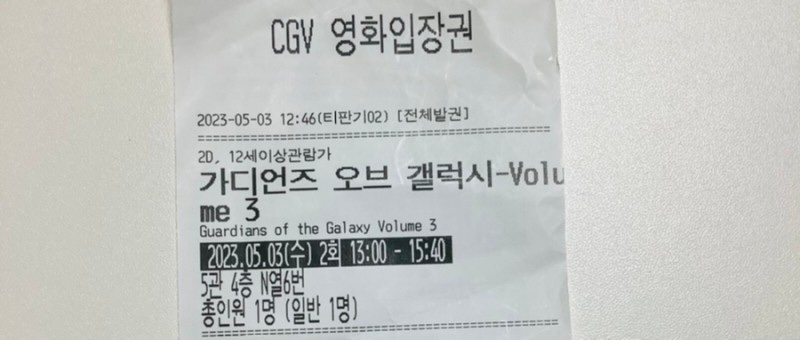 CGV 영화입장권
2023-05-03 12:46(티판기02) [전체발권]
==================================================
2D, 12세이상관람가
가디언즈 오브 갤럭시-Volu
me 3
Guardians of the Galaxy Volume 3
2023.05.03(수) 2회 13:00 - 15:40
5관 4층 N열6번
총인원 1명 (일반 1명)
==================================================